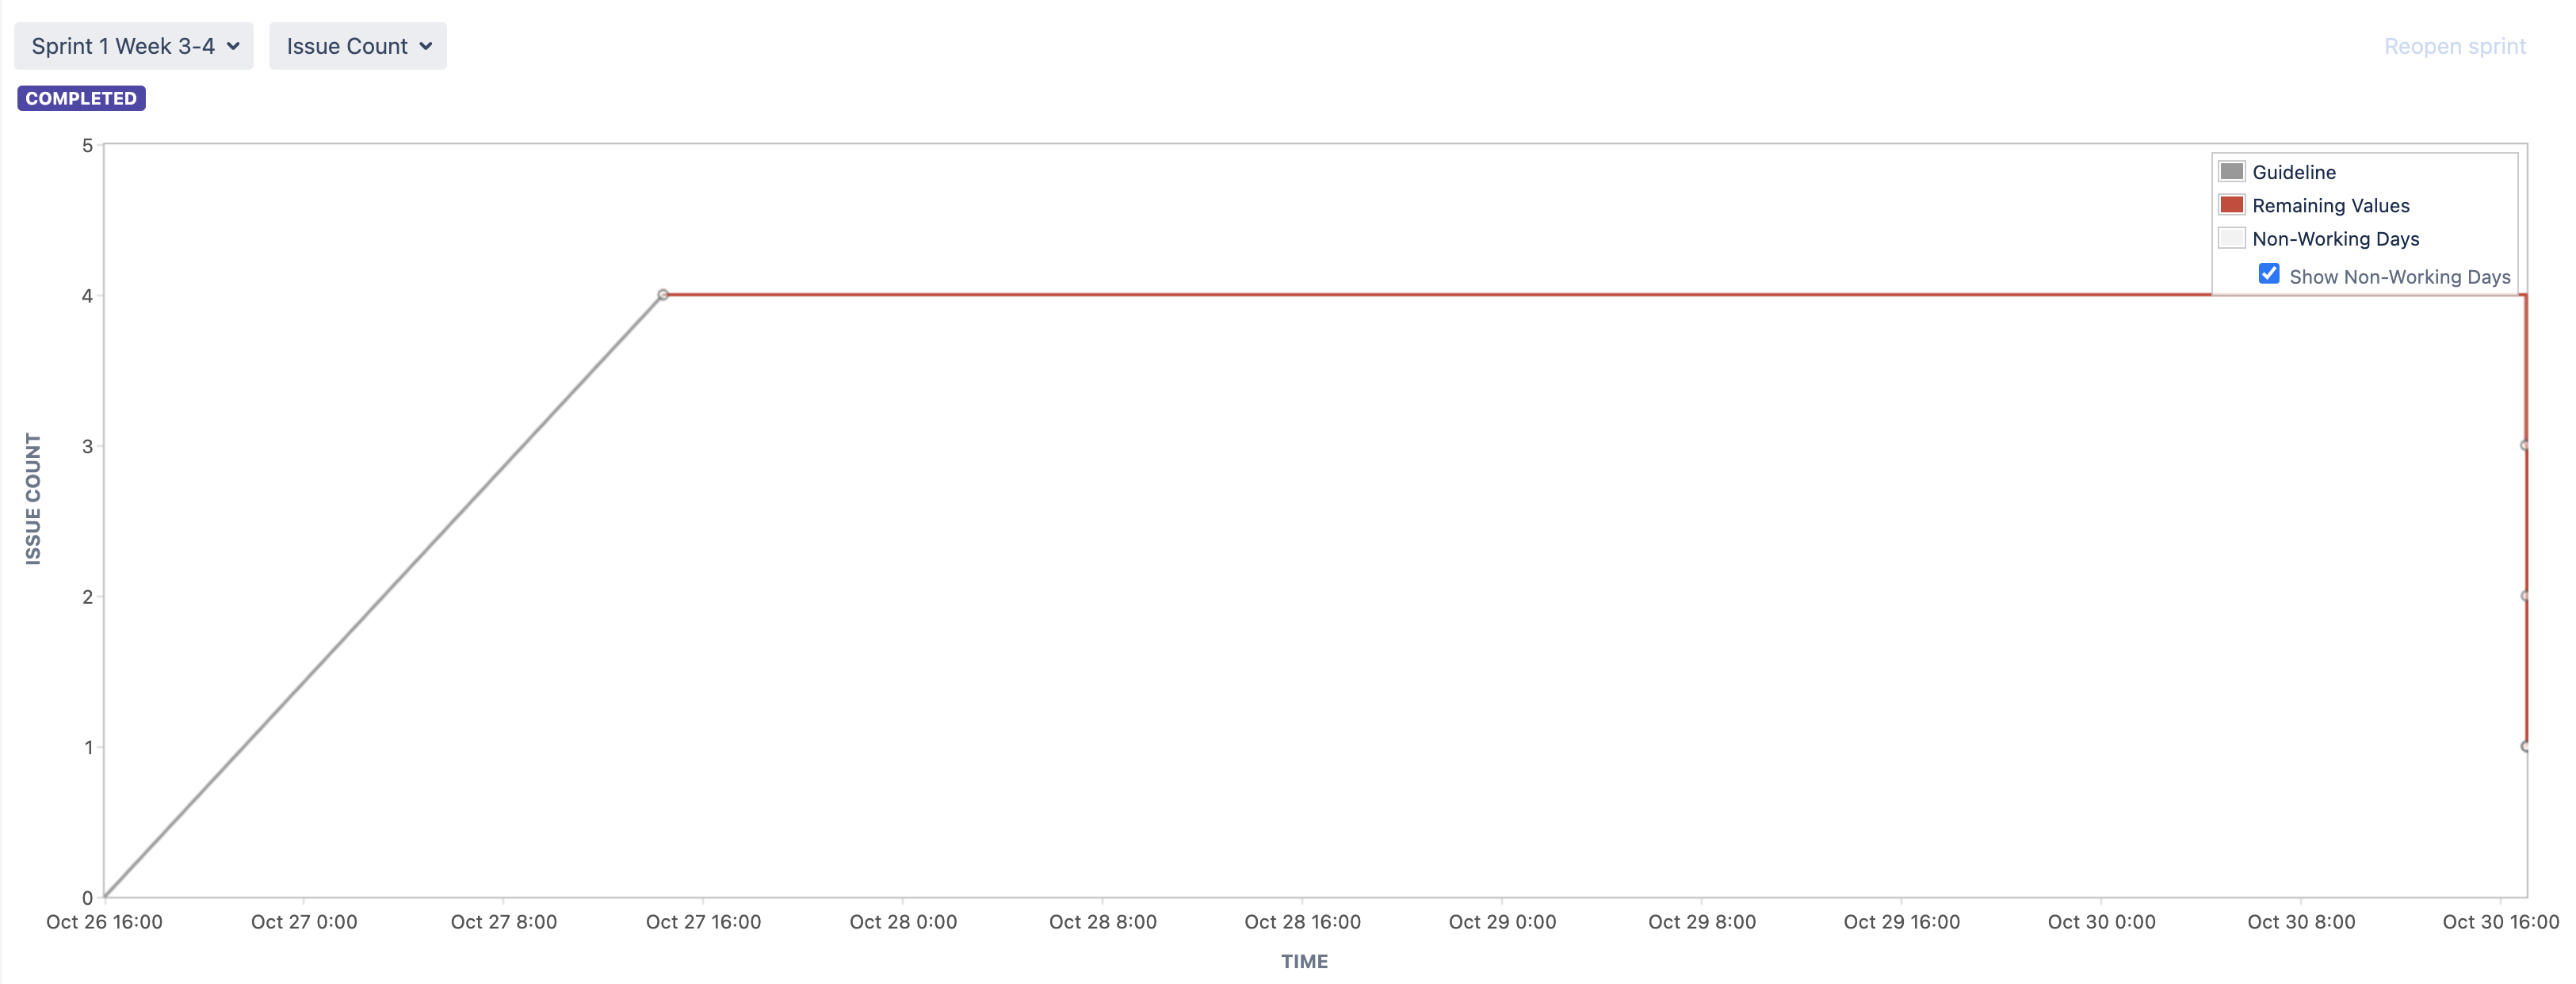 Sprint 1 Week 3-4 Issue Count Reopen sprint
COMPLETED
Guideline
Remaining Values
Non-Working Days
Show Non-Working Days
5
4
3
2
1
0
ISSUE COUNT
Oct 26 16:00 Oct 27 0:00 Oct 27 8:00 Oct 27 16:00 Oct 28 0:00 Oct 28 8:00 Oct 28 16:00 Oct 29 0:00 Oct 29 8:00 Oct 29 16:00 Oct 30 0:00 Oct 30 8:00 Oct 30 16:00
TIME